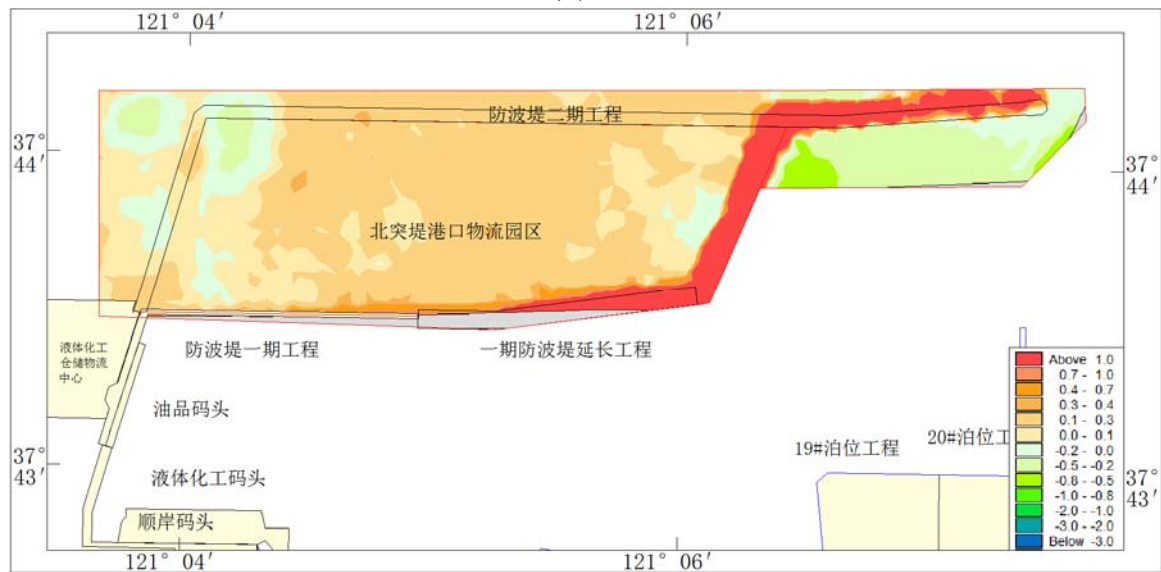 121° 04′
121° 06′
防波堤二期工程
37°
44′
37°
44′
北突堤港口物流园区
液体化工
仓储物流
中心
防波堤一期工程
一期防波堤延长工程
油品码头
37°
43′
液体化工码头
顺岸码头
19#泊位工程
20#泊位工
37°
43′
Above 1.0
0.7 - 1.0
0.4 - 0.7
0.3 - 0.4
0.1 - 0.3
0.0 - 0.1
-0.2 - 0.0
-0.5 - -0.2
-0.8 - -0.5
-1.0 - -0.8
-2.0 - -1.0
-3.0 - -2.0
Below -3.0
121° 04′
121° 06′